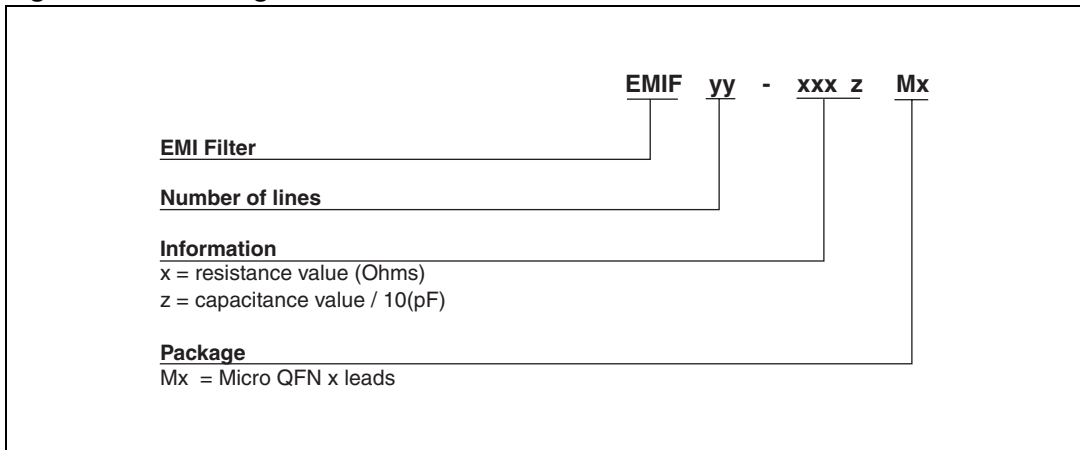 EMIF yy - xxx z Mx
EMI Filter
Number of lines
Information
x = resistance value (Ohms)
z = capacitance value / 10(pF)
Package
Mx = Micro QFN x leads